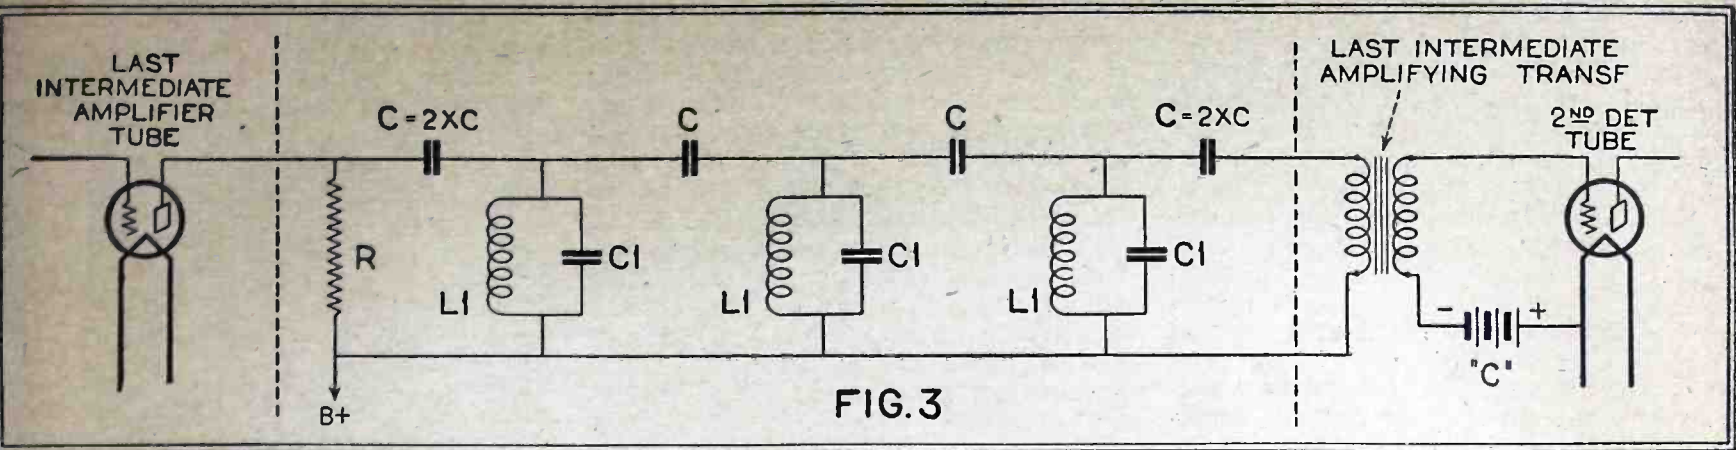 LAST
INTERMEDIATE
AMPLIFIER
TUBE
C=2XC
C
C
C=2XC
LAST INTERMEDIATE
AMPLIFYING TRANSF
2ND DET
TUBE
R
L1
C1
L1
C1
L1
C1
- +
"C"
B+
FIG.3